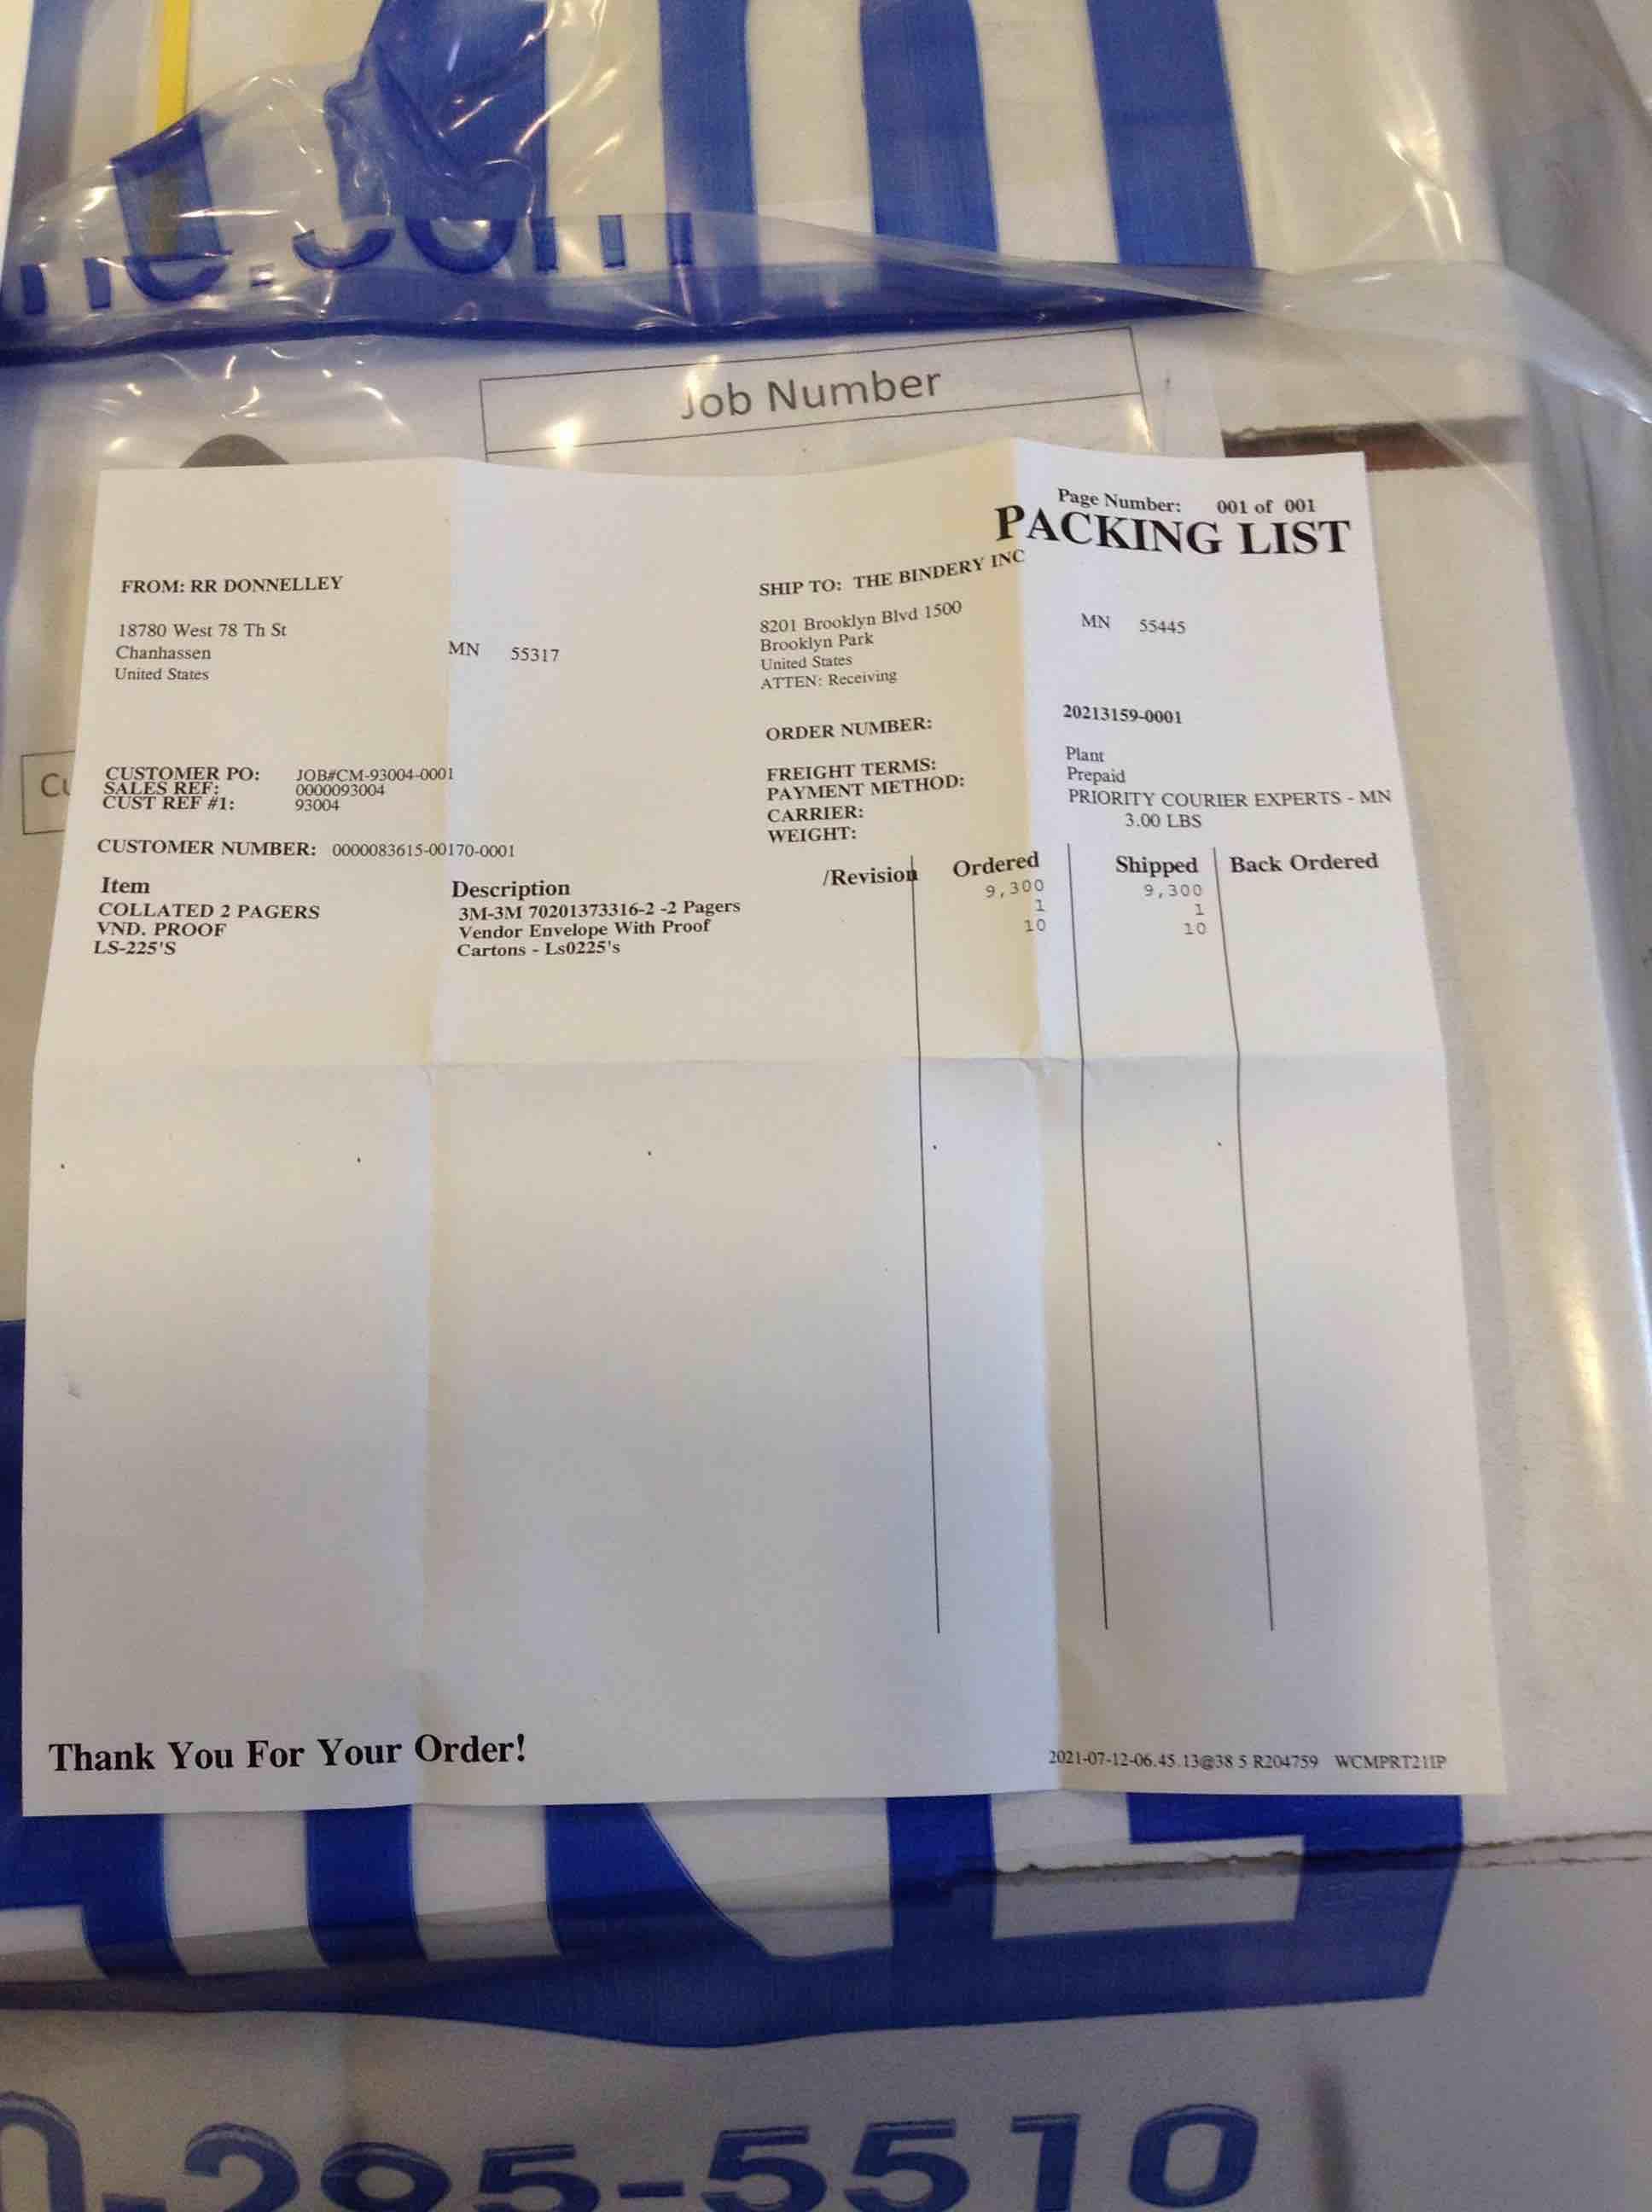 Job Number
Page Number: 001 of 001
PACKING LIST
FROM: RR DONNELLEY
18780 West 78 Th St
Chanhassen MN 55317
United States
SHIP TO: THE BINDERY INC
8201 Brooklyn Blvd 1500
Brooklyn Park MN 55445
United States
ATTEN: Receiving
ORDER NUMBER: 20213159-0001
CUSTOMER PO: JOB#CM-93004-0001
SALES REF: 0000093004
CUST REF #1: 93004
FREIGHT TERMS: Plant
PAYMENT METHOD: Prepaid
CARRIER: PRIORITY COURIER EXPERTS - MN
WEIGHT: 3.00 LBS
CUSTOMER NUMBER: 0000083615-00170-0001
Item Description /Revision Ordered Shipped Back Ordered
COLLATED 2 PAGERS 3M-3M 70201373316-2 -2 Pagers 9,300 9,300
VND. PROOF Vendor Envelope With Proof 1 1
LS-225'S Cartons - Ls0225's 10 10
Thank You For Your Order!
2021-07-12-06.45.13@38 5 R204759 WCMPRT211P
295-5510